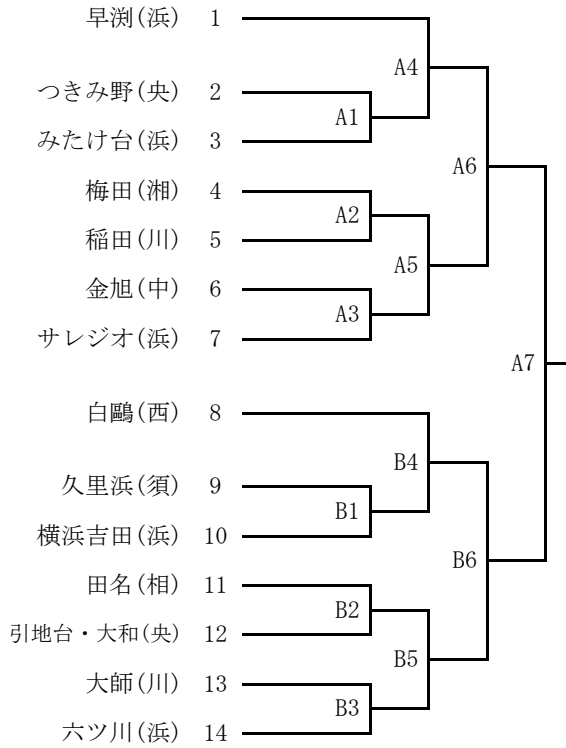 早渕(浜) 1
A4
つきみ野(央) 2
A1
みたけ台(浜) 3
A6
梅田(湘) 4
A2
稲田(川) 5
A5
金旭(中) 6
A3
サレジオ(浜) 7
A7
白鷗(西) 8
B4
久里浜(須) 9
B1
横浜吉田(浜) 10
B6
田名(相) 11
B2
引地台・大和(央) 12
B5
大師(川) 13
B3
六ツ川(浜) 14